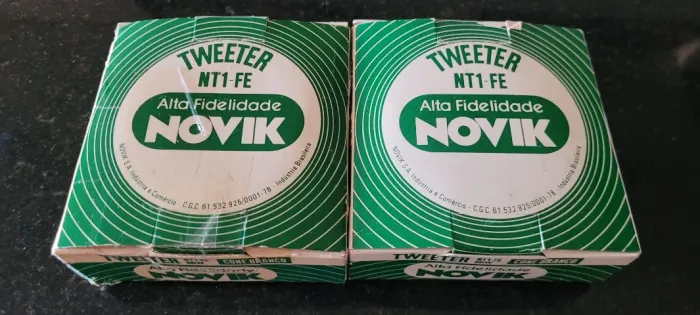 TWEETER
NT1-FE
Alta Fidelidade
NOVIK
NOVIK S.A. Indústria e Comércio - C.G.C. 61.532.925/0001-78 - Indústria Brasileira
TWEETER CONE BRANCO
Alta Fidelidade
NOVIK
TWEETER
NT1-FE
Alta Fidelidade
NOVIK
NOVIK S.A. Indústria e Comércio - C.G.C. 61.532.925/0001-78 - Indústria Brasileira
TWEETER NT1-FE CONE BRANCO
Alta Fidelidade
NOVIK